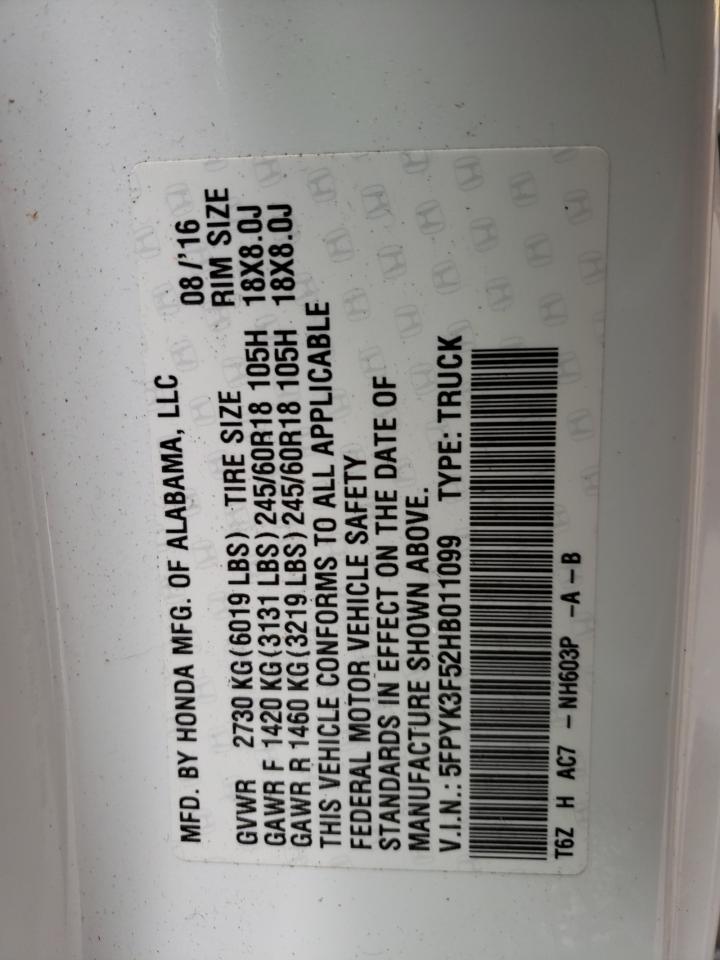 MFD. BY HONDA MFG. OF ALABAMA, LLC 08/'16
GVWR 2730 KG(6019 LBS) TIRE SIZE RIM SIZE
GAWR F 1420 KG(3131 LBS) 245/60R18 105H 18X8.0J
GAWR R 1460 KG(3219 LBS) 245/60R18 105H 18X8.0J
THIS VEHICLE CONFORMS TO ALL APPLICABLE
FEDERAL MOTOR VEHICLE SAFETY
STANDARDS IN EFFECT ON THE DATE OF
MANUFACTURE SHOWN ABOVE.
V.I.N.: 5FPYK3F52HB011099 TYPE: TRUCK
T6Z H AC7 - NH603P -A - B